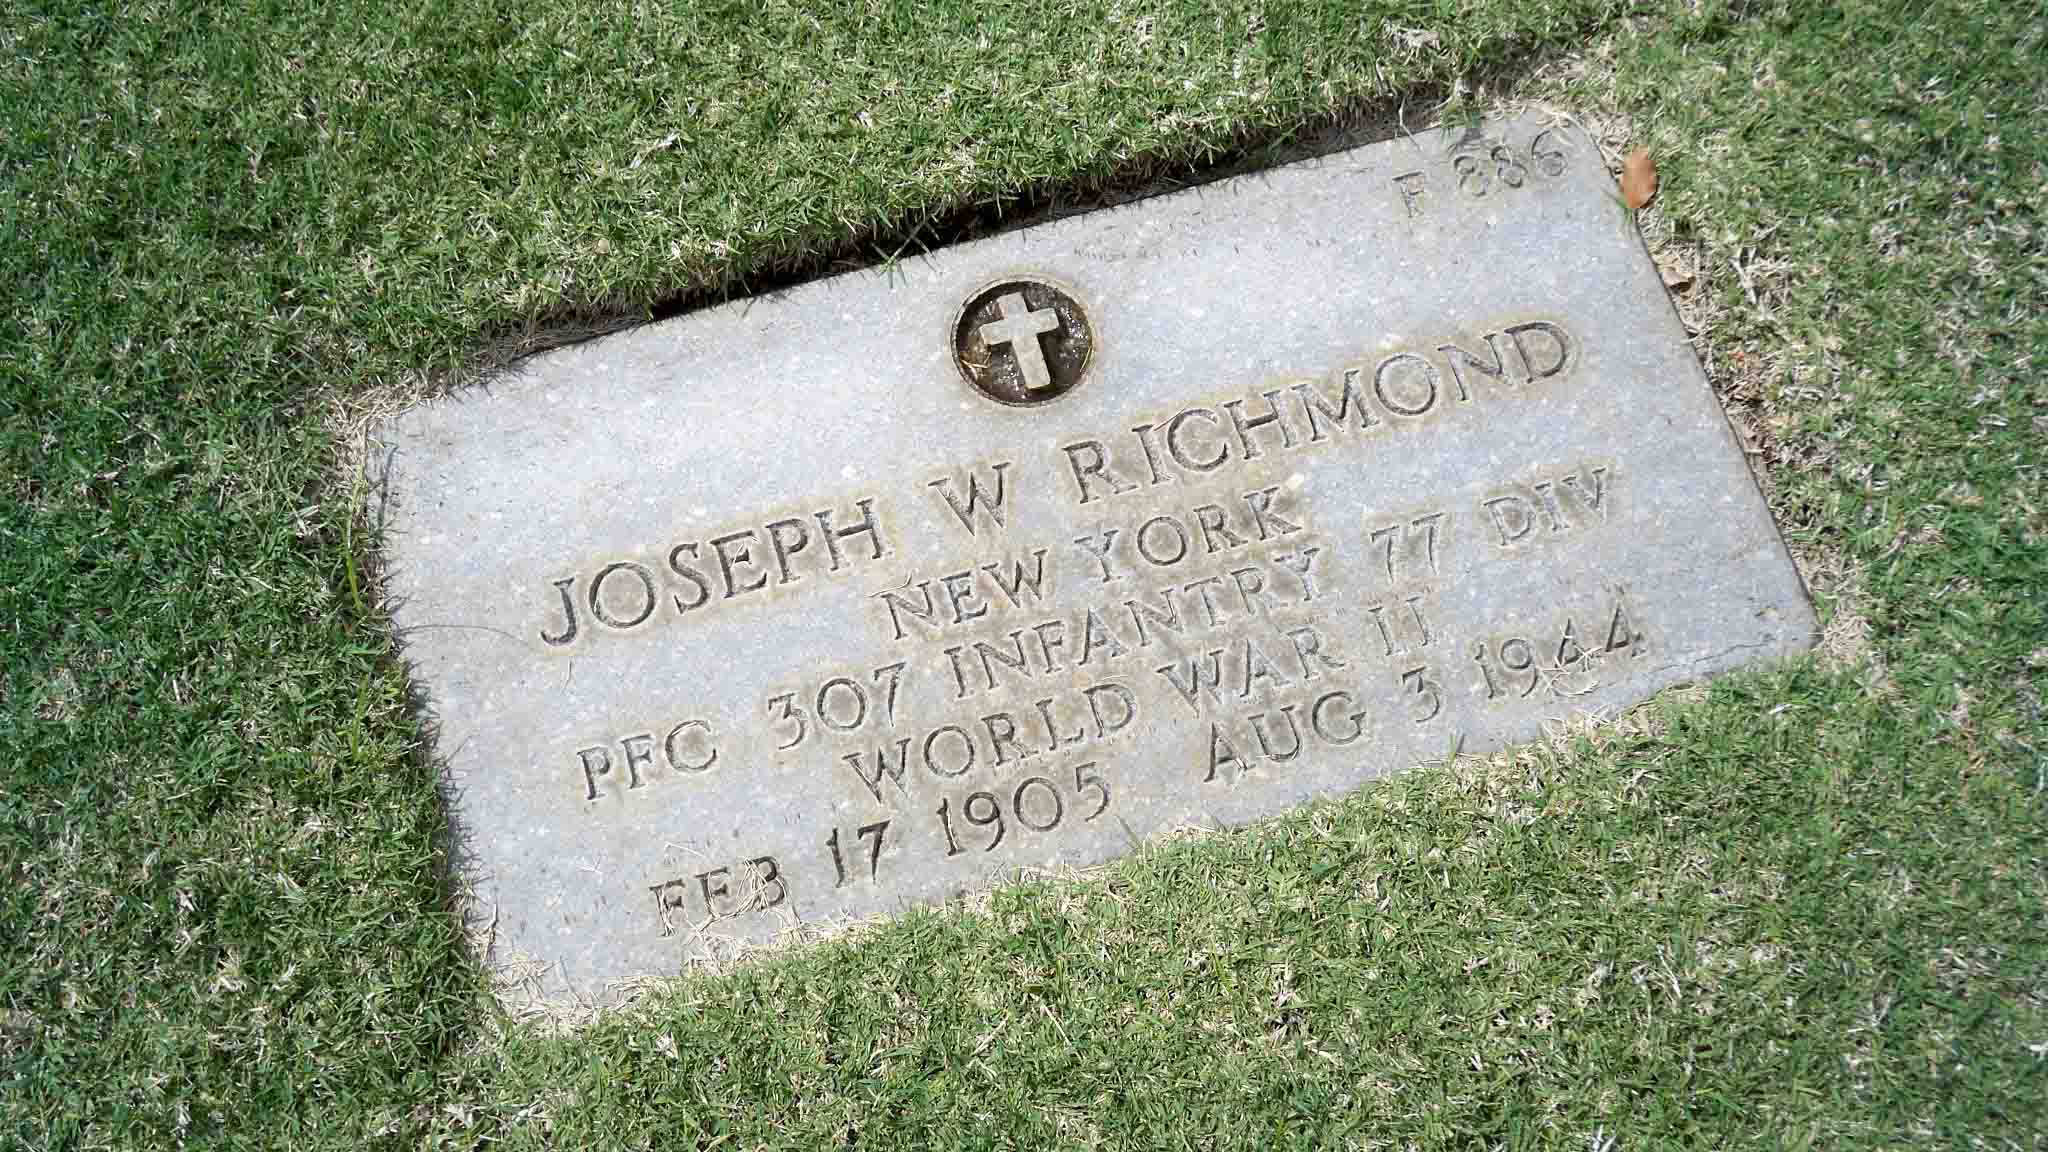 F 886
JOSEPH W RICHMOND
NEW YORK
PFC 307 INFANTRY 77 DIV
WORLD WAR II
FEB 17 1905 AUG 3 1944